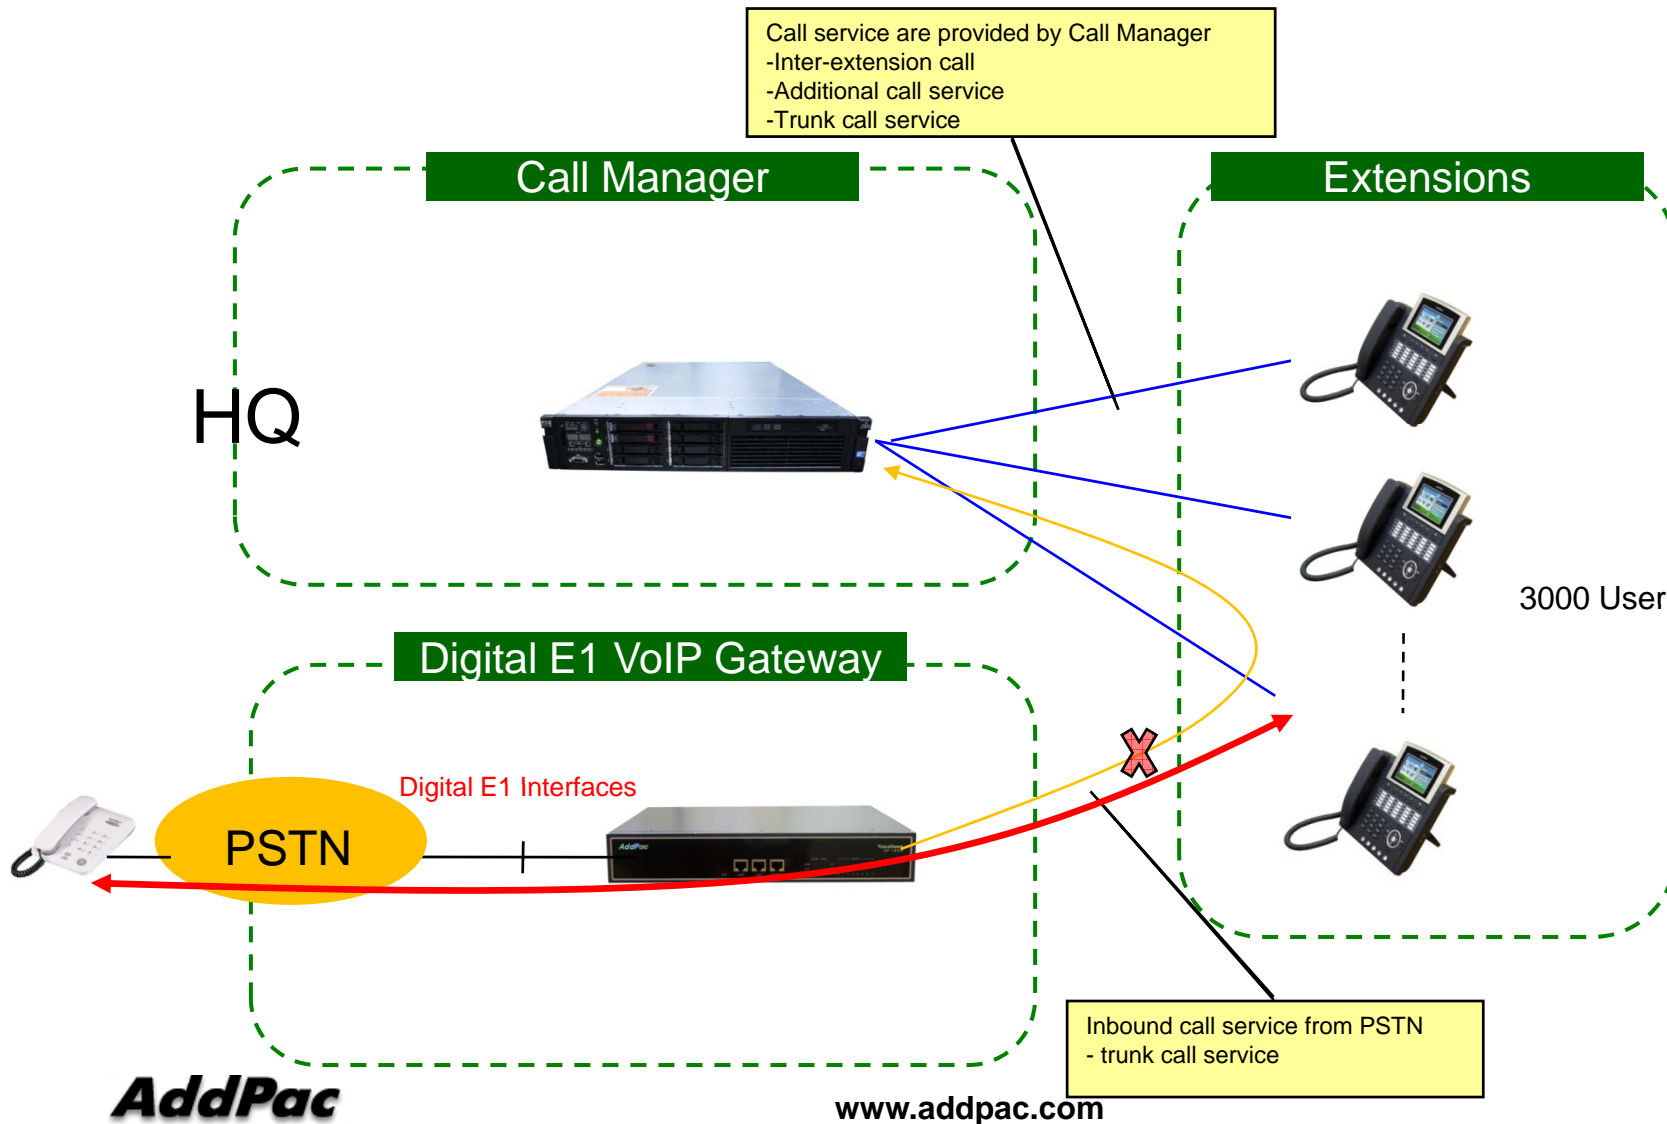 Call service are provided by Call Manager
-Inter-extension call
-Additional call service
-Trunk call service
Call Manager
Extensions
HQ
3000 User
Digital E1 VoIP Gateway
Digital E1 Interfaces
PSTN
AddPac
Inbound call service from PSTN
- trunk call service
AddPac
www.addpac.com